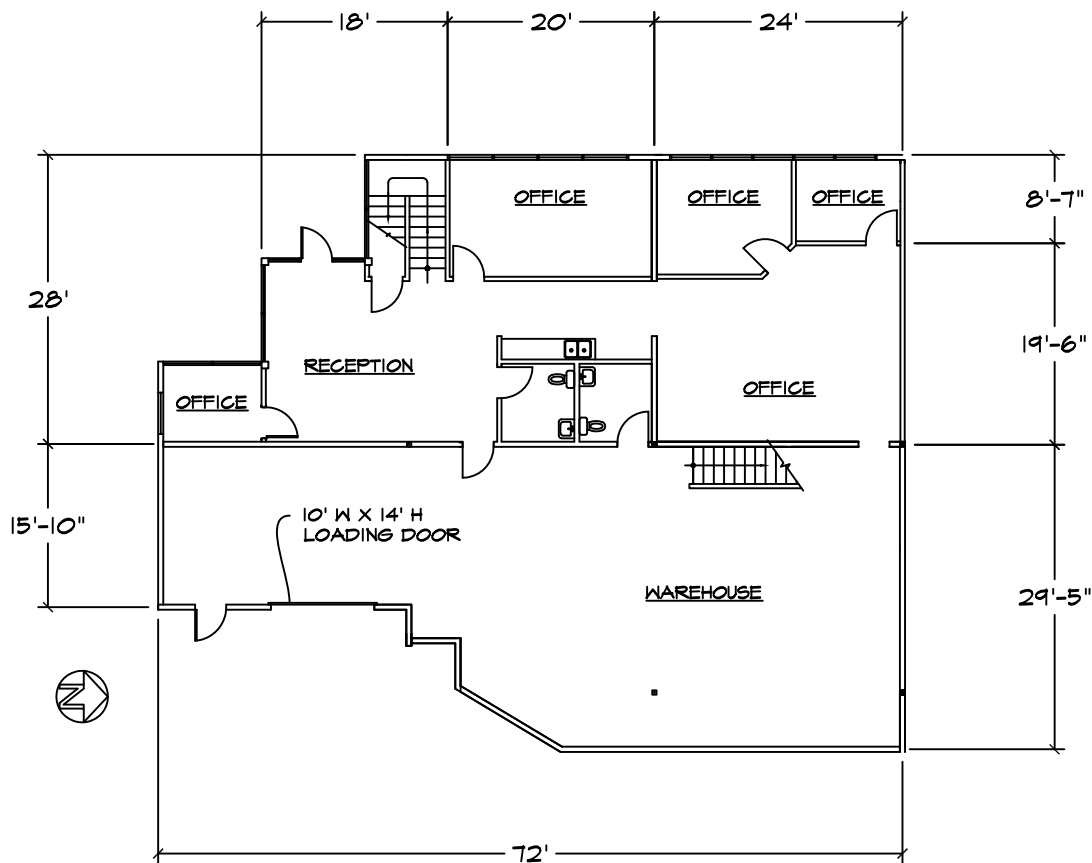 18' 20' 24'
OFFICE OFFICE OFFICE
8'-7"
28'
19'-6"
RECEPTION
OFFICE
OFFICE
10' W X 14' H
LOADING DOOR
15'-10"
WAREHOUSE
29'-5"
N
72'